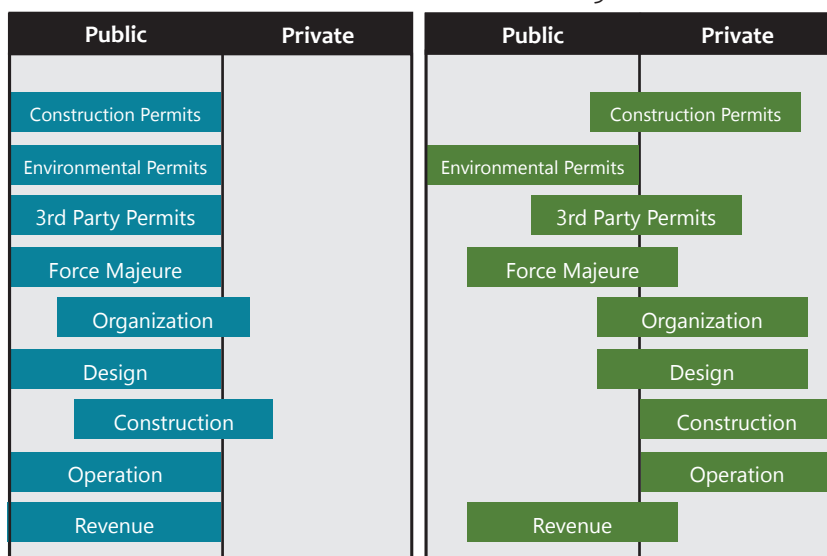 Public Private
Construction Permits
Environmental Permits
3rd Party Permits
Force Majeure
Organization
Design
Construction
Operation
Revenue
Public Private
Construction Permits
Environmental Permits
3rd Party Permits
Force Majeure
Organization
Design
Construction
Operation
Revenue